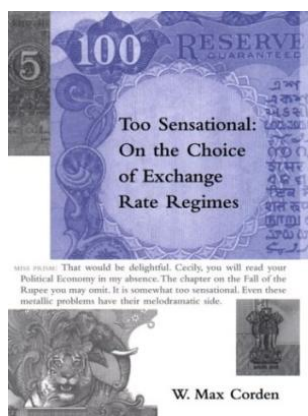 5
100
RESERVE
GUARANTEED
Too Sensational:
On the Choice
of Exchange
Rate Regimes
MISS PRISM: That would be delightful. Cecily, you will read your
Political Economy in my absence. The chapter on the Fall of the
Rupee you may omit. It is somewhat too sensational. Even these
metallic problems have their melodramatic side.
W. Max Corden